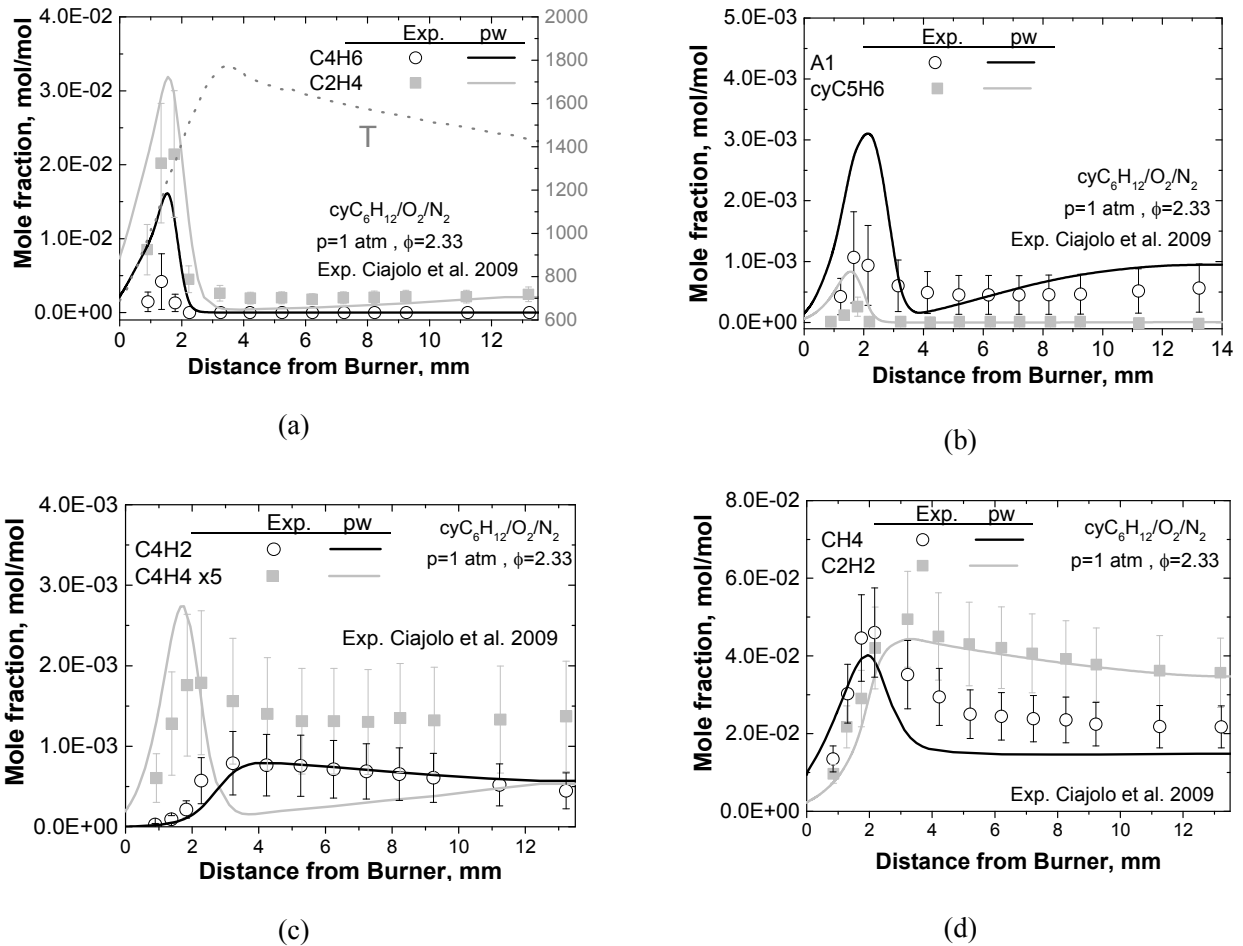 Mole fraction, mol/mol
4.0E-02
3.0E-02
2.0E-02
1.0E-02
0.0E+00
Exp. pw
C4H6
C2H4
T
cyC₆H₁₂/O₂/N₂
p=1 atm , ϕ=2.33
Exp. Ciajolo et al. 2009
2000
1800
1600
1400
1200
1000
800
600
0 2 4 6 8 10 12
Distance from Burner, mm
(a)
Mole fraction, mol/mol
5.0E-03
4.0E-03
3.0E-03
2.0E-03
1.0E-03
0.0E+00
Exp. pw
A1
cyC5H6
cyC₆H₁₂/O₂/N₂
p=1 atm , ϕ=2.33
Exp. Ciajolo et al. 2009
0 2 4 6 8 10 12 14
Distance from Burner, mm
(b)
Mole fraction, mol/mol
4.0E-03
3.0E-03
2.0E-03
1.0E-03
0.0E+00
Exp. pw
C4H2
C4H4 x5
cyC₆H₁₂/O₂/N₂
p=1 atm , ϕ=2.33
Exp. Ciajolo et al. 2009
0 2 4 6 8 10 12
Distance from Burner, mm
(c)
Mole fraction, mol/mol
8.0E-02
6.0E-02
4.0E-02
2.0E-02
0.0E+00
Exp. pw
CH4
C2H2
cyC₆H₁₂/O₂/N₂
p=1 atm , ϕ=2.33
Exp. Ciajolo et al. 2009
0 2 4 6 8 10 12
Distance from Burner, mm
(d)